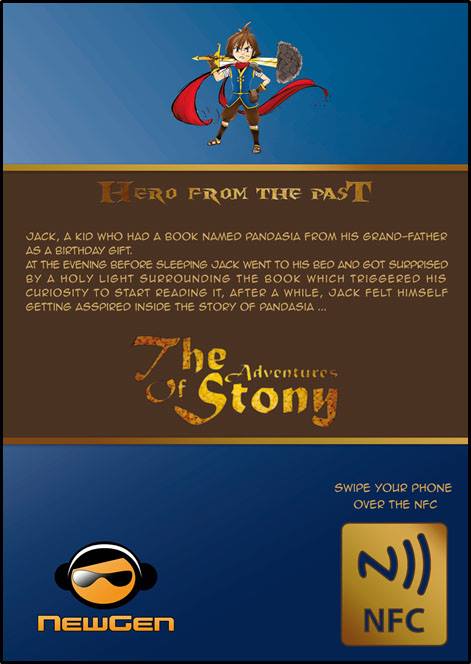 Hero from the past
Jack, a kid who had a book named Pandasia from his grand-father
as a birthday gift.
At the evening before sleeping Jack went to his bed and got surprised
by a holy light surrounding the book which triggered his
curiosity to start reading it, after a while, Jack felt himself
getting asspired inside the story of Pandasia ...
The Adventures
Of Stony
Swipe your phone
over the NFC
NewGen
NFC